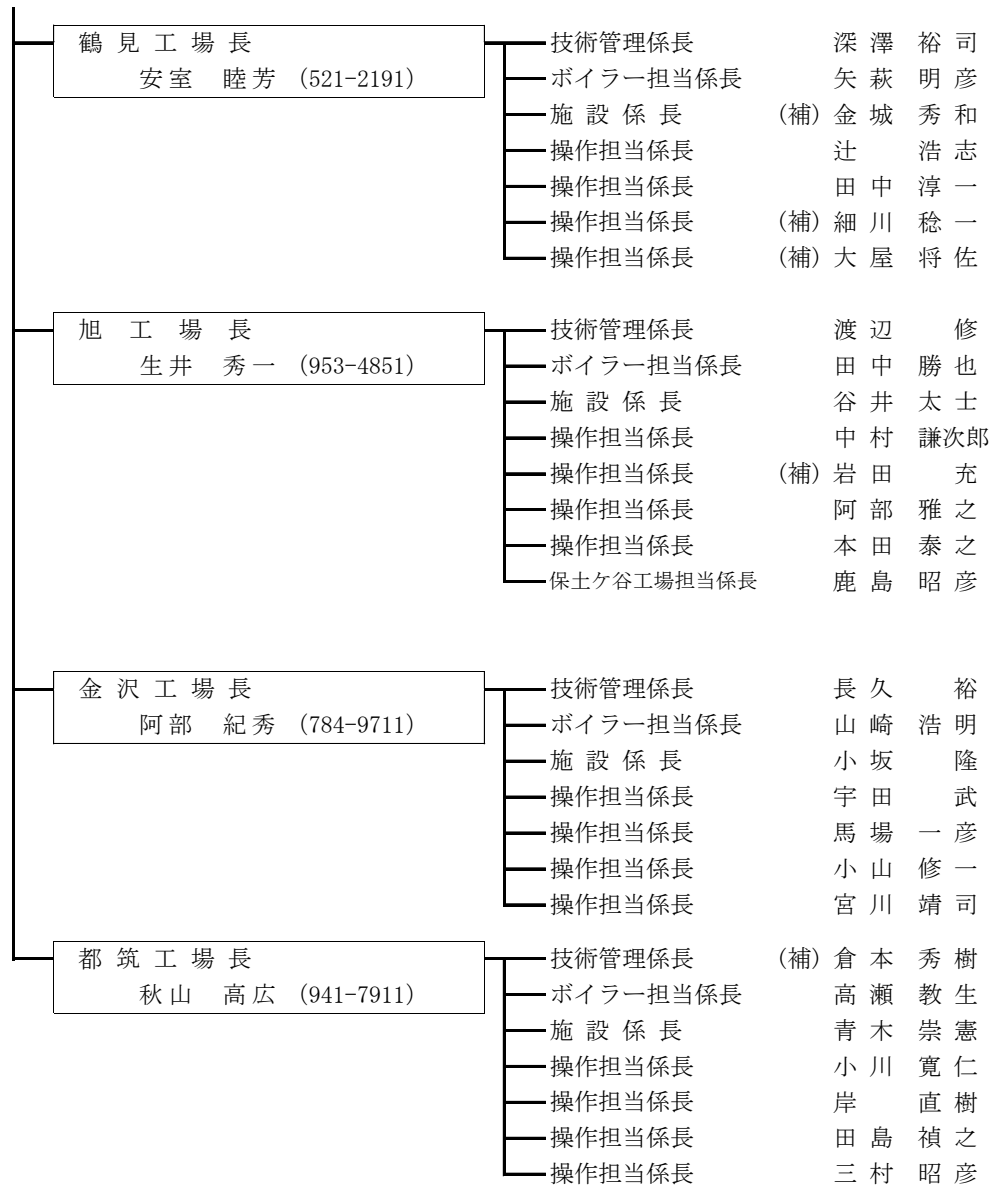 鶴見工場長
安室 睦芳 (521-2191)
技術管理係長 深澤 裕司
ボイラー担当係長 矢萩 明彦
施設係長 (補) 金城 秀和
操作担当係長 辻 浩志
操作担当係長 田中 淳一
操作担当係長 (補) 細川 稔一
操作担当係長 (補) 大屋 将佐
旭工場長
生井 秀一 (953-4851)
技術管理係長 渡辺 修
ボイラー担当係長 田中 勝也
施設係長 谷井 太士
操作担当係長 中村 謙次郎
操作担当係長 (補) 岩田 充
操作担当係長 阿部 雅之
操作担当係長 本田 泰之
保土ケ谷工場担当係長 鹿島 昭彦
金沢工場長
阿部 紀秀 (784-9711)
技術管理係長 長久 裕
ボイラー担当係長 山崎 浩明
施設係長 小坂 隆
操作担当係長 宇田 武
操作担当係長 馬場 一彦
操作担当係長 小山 修一
操作担当係長 宮川 靖司
都筑工場長
秋山 高広 (941-7911)
技術管理係長 (補) 倉本 秀樹
ボイラー担当係長 高瀬 教生
施設係長 青木 崇憲
操作担当係長 小川 寛仁
操作担当係長 岸 直樹
操作担当係長 田島 禎之
操作担当係長 三村 昭彦